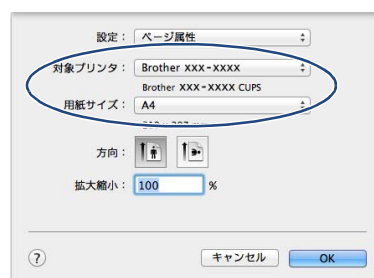 設定： ページ属性
対象プリンタ： Brother XXX-XXXX
Brother XXX-XXXX CUPS
用紙サイズ： A4
方向：
拡大縮小： 100 %
? キャンセル OK